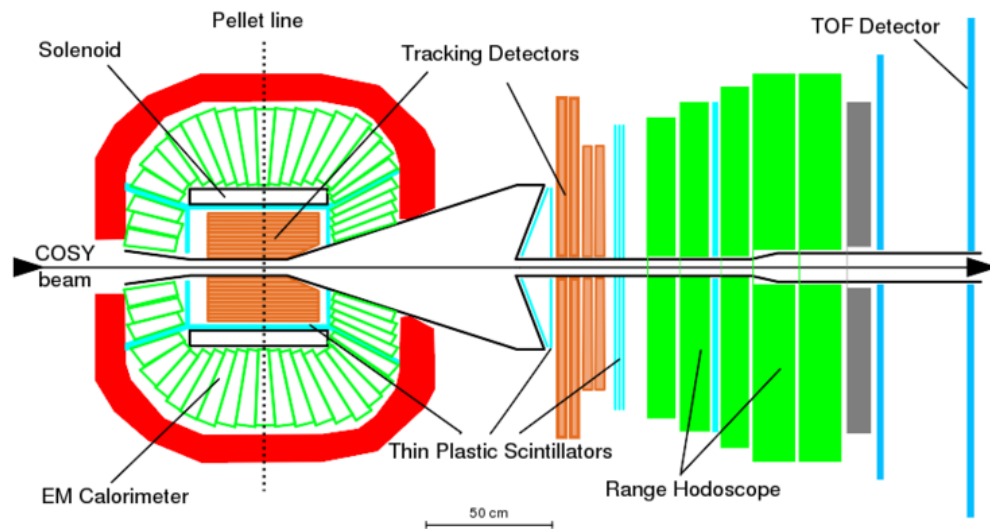 Pellet line
Solenoid
Tracking Detectors
TOF Detector
COSY
beam
Thin Plastic Scintillators
EM Calorimeter
Range Hodoscope
50 cm